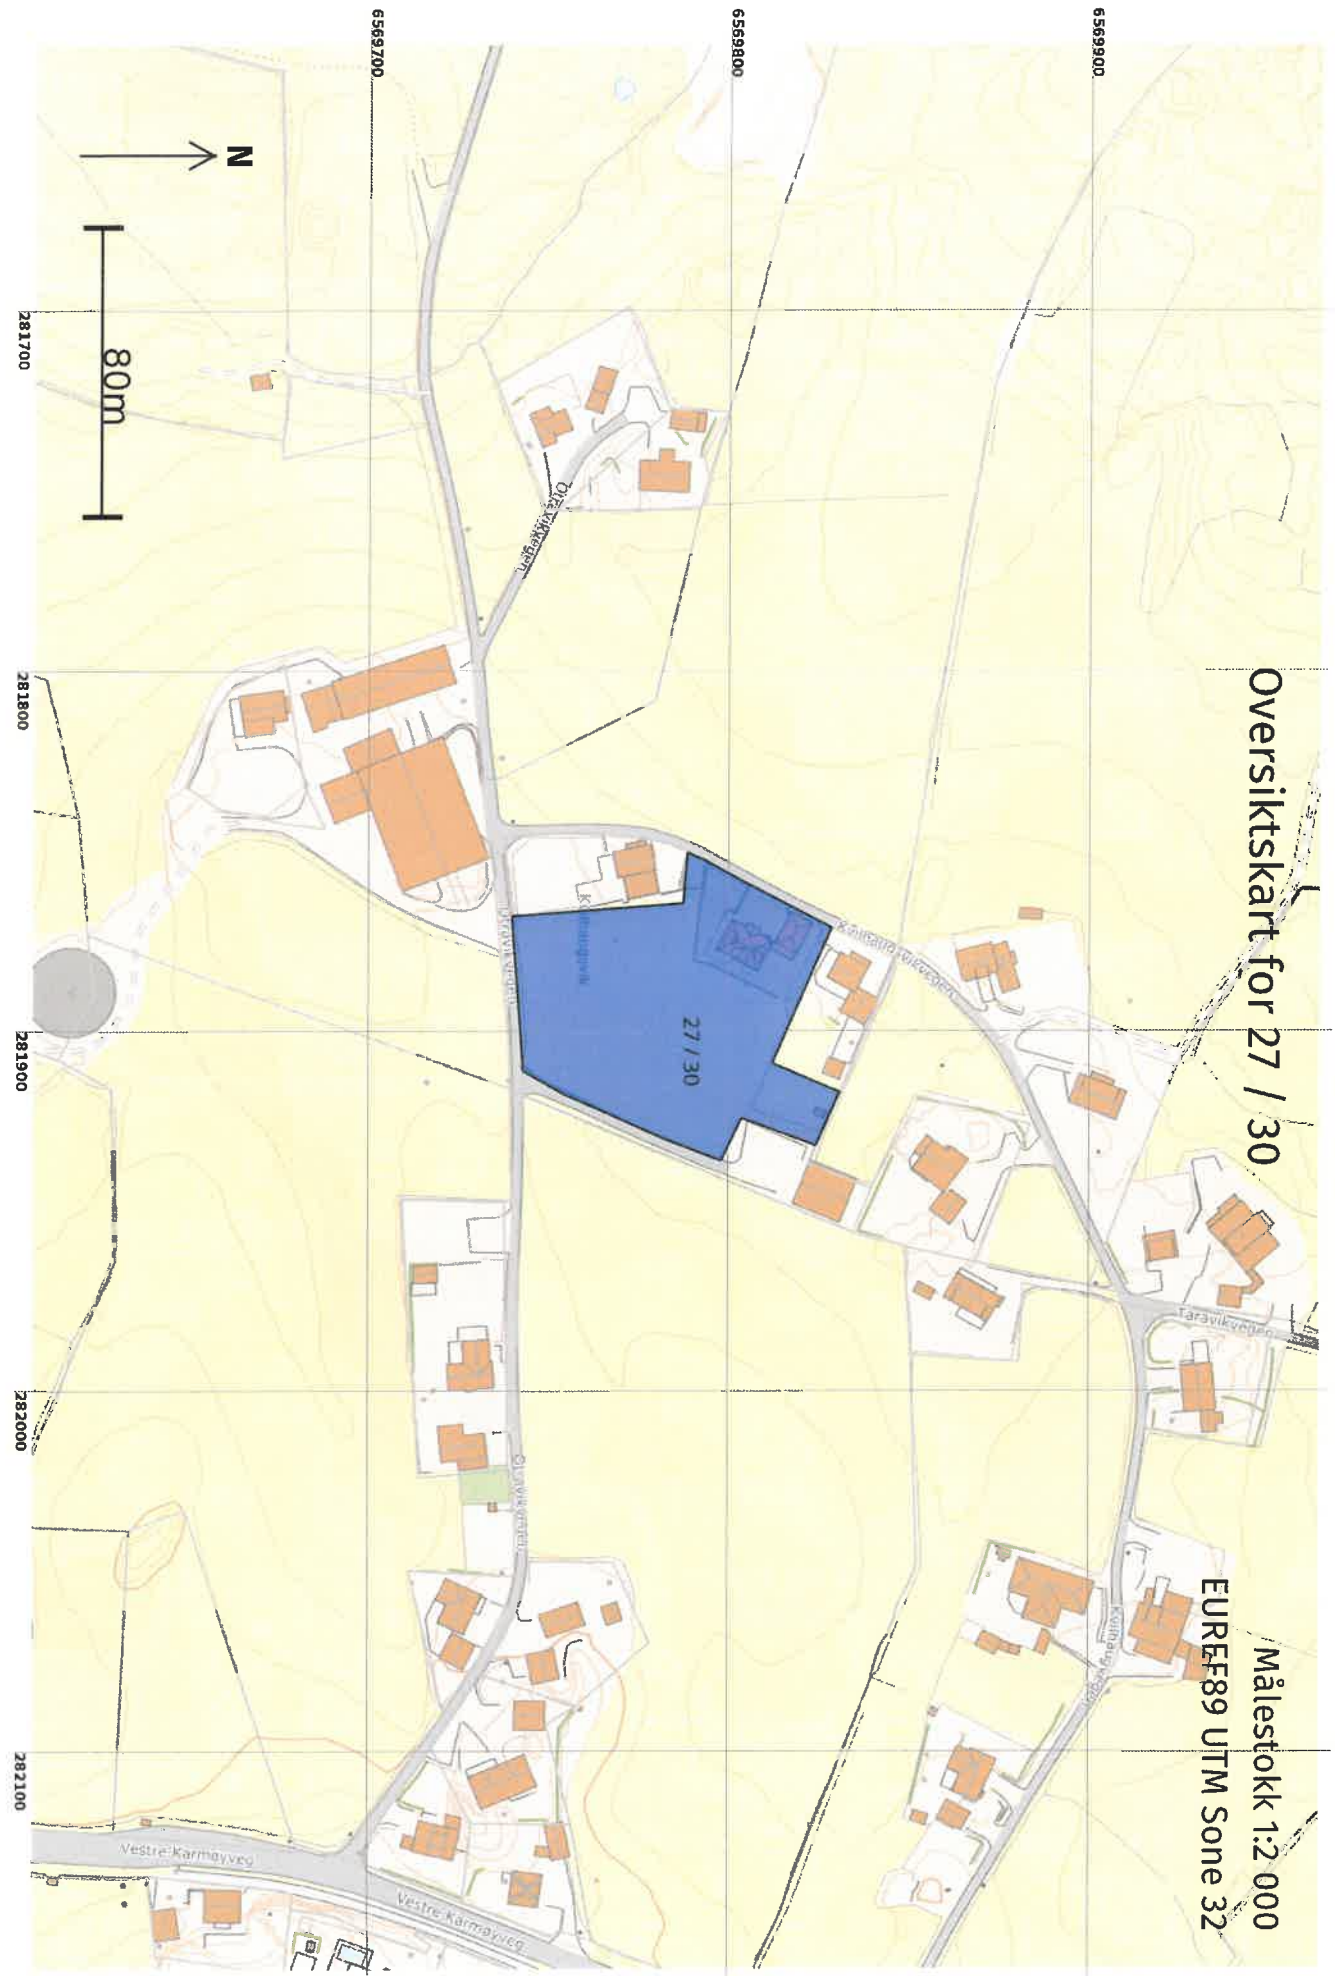 Oversiktskart for 27 / 30
Målestokk 1:2 000
EUREF89 UTM Sone 32
N
80m
6569700
6569800
6569900
281700
281800
281900
282000
282100
27 / 30
Taravikvegen
Vestre Karmøyveg
Vestre Karmøyveg